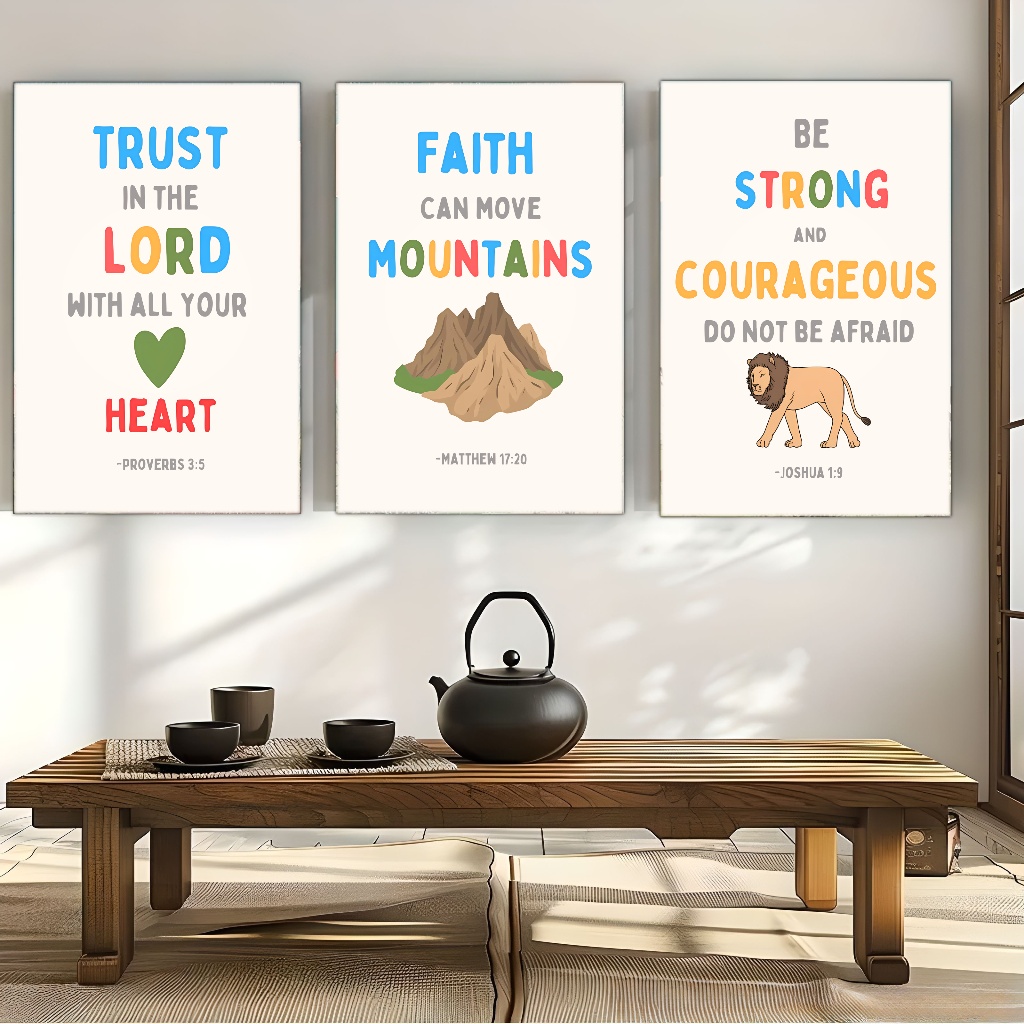 TRUST
IN THE
LORD
WITH ALL YOUR
HEART
-PROVERBS 3:5
FAITH
CAN MOVE
MOUNTAINS
-MATTHEW 17:20
BE
STRONG
AND
COURAGEOUS
DO NOT BE AFRAID
-JOSHUA 1:9